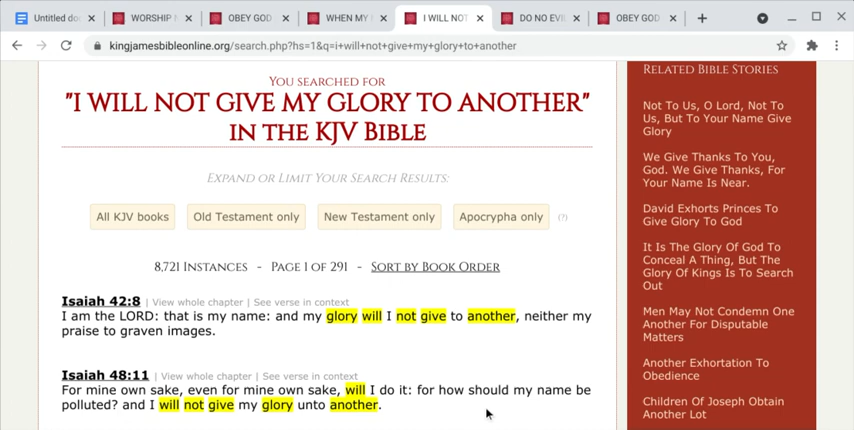 Untitled doc
WORSHIP
OBEY GOD
WHEN MY
I WILL NOT
DO NO EVI
OBEY GOD
kingjamesbibleonline.org/search.php?hs=1&q=i+will+not+give+my+glory+to+another
YOU SEARCHED FOR
"I WILL NOT GIVE MY GLORY TO ANOTHER"
IN THE KJV BIBLE
EXPAND OR LIMIT YOUR SEARCH RESULTS:
All KJV books
Old Testament only
New Testament only
Apocrypha only
(?)
8,721 INSTANCES - PAGE 1 OF 291 - SORT BY BOOK ORDER
Isaiah 42:8 | View whole chapter | See verse in context
I am the LORD: that is my name: and my glory will I not give to another, neither my
praise to graven images.
Isaiah 48:11 | View whole chapter | See verse in context
For mine own sake, even for mine own sake, will I do it: for how should my name be
polluted? and I will not give my glory unto another.
RELATED BIBLE STORIES
Not To Us, O Lord, Not To
Us, But To Your Name Give
Glory
We Give Thanks To You,
God. We Give Thanks, For
Your Name Is Near.
David Exhorts Princes To
Give Glory To God
It Is The Glory Of God To
Conceal A Thing, But The
Glory Of Kings Is To Search
Out
Men May Not Condemn One
Another For Disputable
Matters
Another Exhortation To
Obedience
Children Of Joseph Obtain
Another Lot